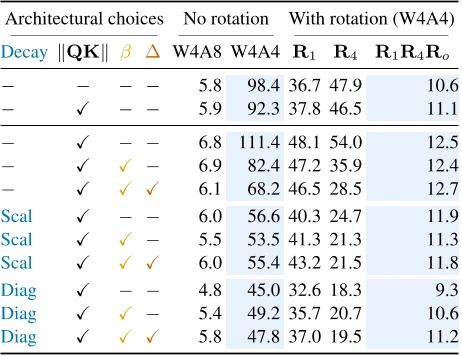 Architectural choices No rotation With rotation (W4A4)
Decay ‖QK‖ β Δ W4A8 W4A4 R₁ R₄ R₁R₄Rₒ
− − − − 5.8 98.4 36.7 47.9 10.6
− ✓ − − 5.9 92.3 37.8 46.5 11.1
− ✓ − − 6.8 111.4 48.1 54.0 12.5
− ✓ ✓ − 6.9 82.4 47.2 35.9 12.4
− ✓ ✓ ✓ 6.1 68.2 46.5 28.5 12.7
Scal ✓ − − 6.0 56.6 40.3 24.7 11.9
Scal ✓ ✓ − 5.5 53.5 41.3 21.3 11.3
Scal ✓ ✓ ✓ 6.0 55.4 43.2 21.5 11.8
Diag ✓ − − 4.8 45.0 32.6 18.3 9.3
Diag ✓ ✓ − 5.4 49.2 35.7 20.7 10.6
Diag ✓ ✓ ✓ 5.8 47.8 37.0 19.5 11.2